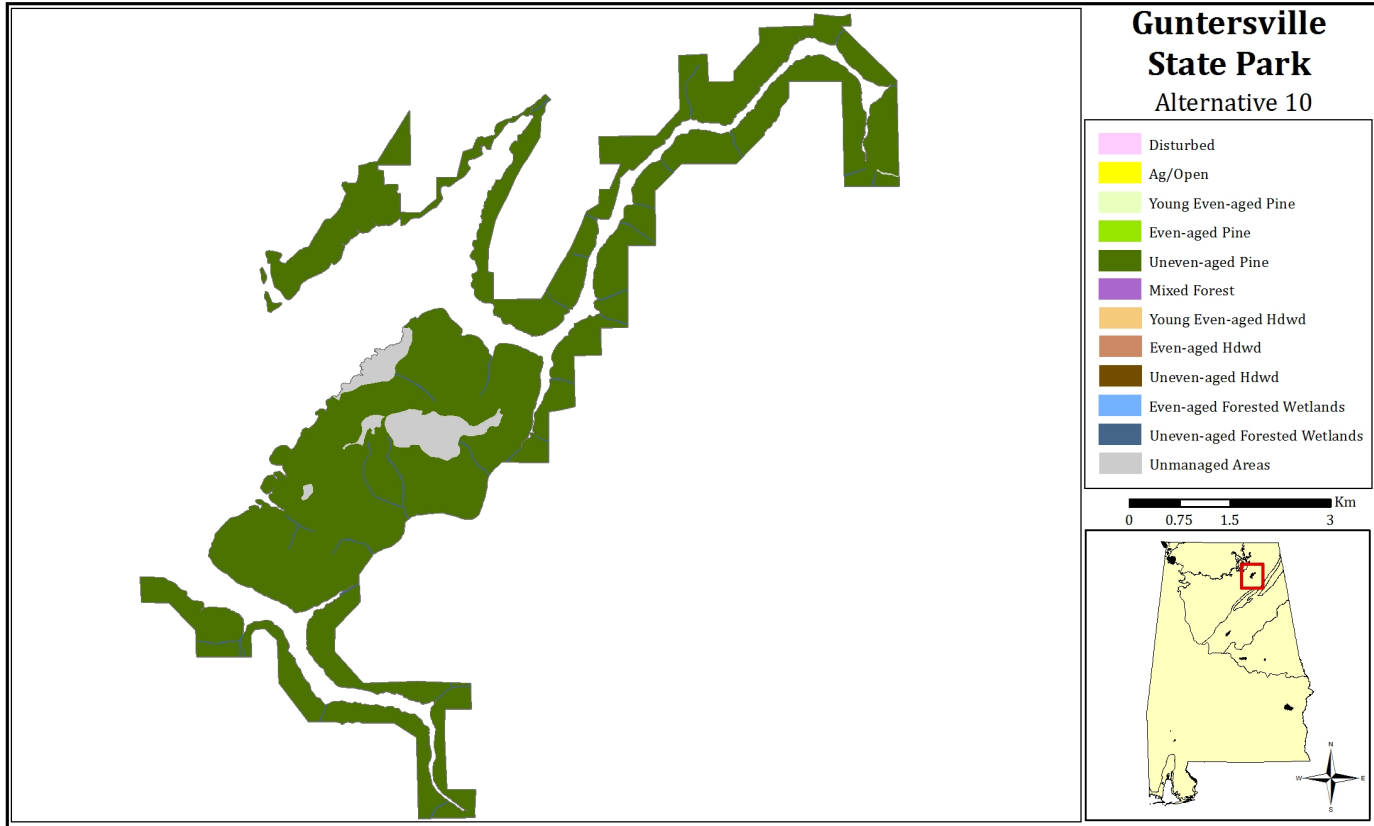 Guntersville
State Park
Alternative 10
Disturbed
Ag/Open
Young Even-aged Pine
Even-aged Pine
Uneven-aged Pine
Mixed Forest
Young Even-aged Hdwd
Even-aged Hdwd
Uneven-aged Hdwd
Even-aged Forested Wetlands
Uneven-aged Forested Wetlands
Unmanaged Areas
Km
0 0.75 1.5 3
N
W E
S